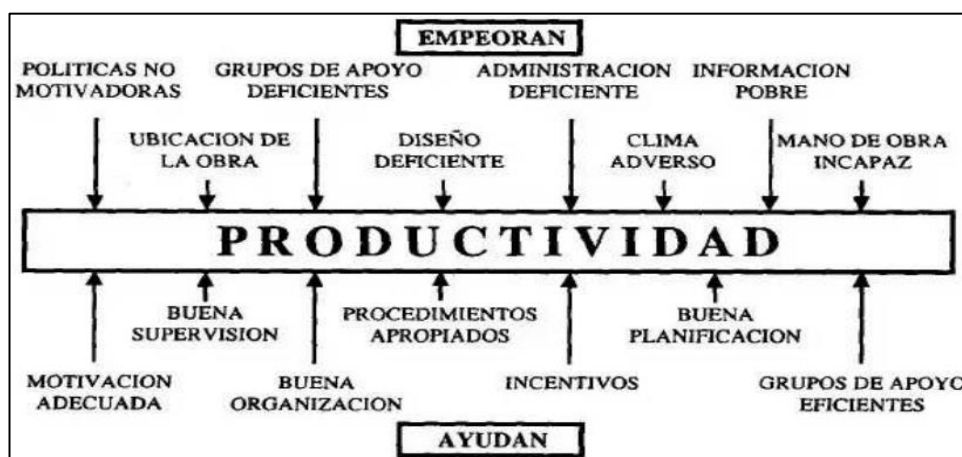 EMPEORAN
POLITICAS NO
MOTIVADORAS
GRUPOS DE APOYO
DEFICIENTES
ADMINISTRACION
DEFICIENTE
INFORMACION
POBRE
UBICACION DE
LA OBRA
DISEÑO
DEFICIENTE
CLIMA
ADVERSO
MANO DE OBRA
INCAPAZ
PRODUCTIVIDAD
BUENA
SUPERVISION
PROCEDIMIENTOS
APROPIADOS
BUENA
PLANIFICACION
MOTIVACION
ADECUADA
BUENA
ORGANIZACION
INCENTIVOS
GRUPOS DE APOYO
EFICIENTES
AYUDAN